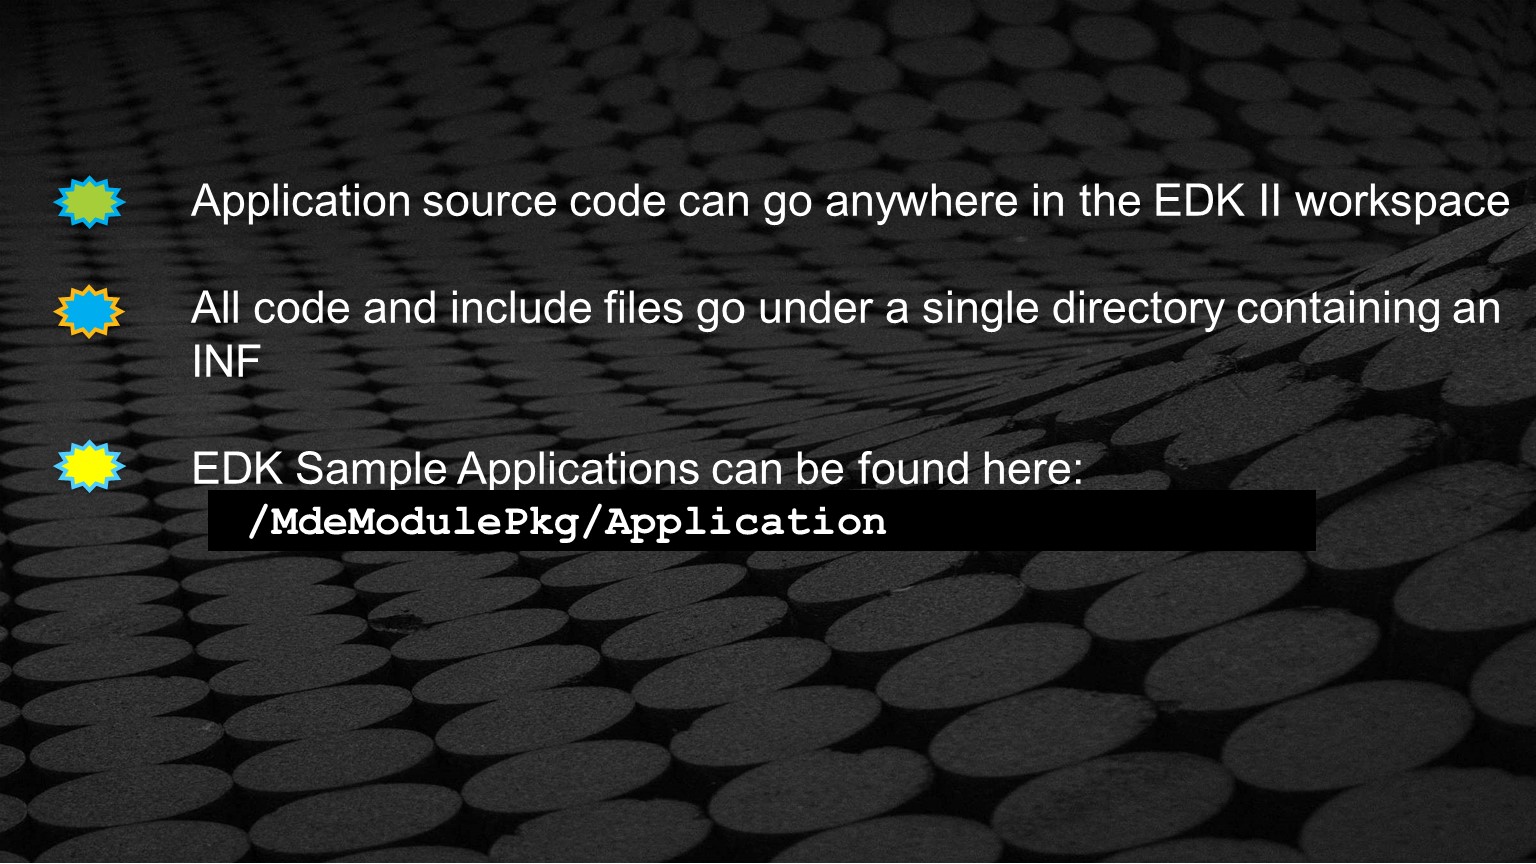 Application source code can go anywhere in the EDK II workspace
All code and include files go under a single directory containing an
INF
EDK Sample Applications can be found here:
/MdeModulePkg/Application